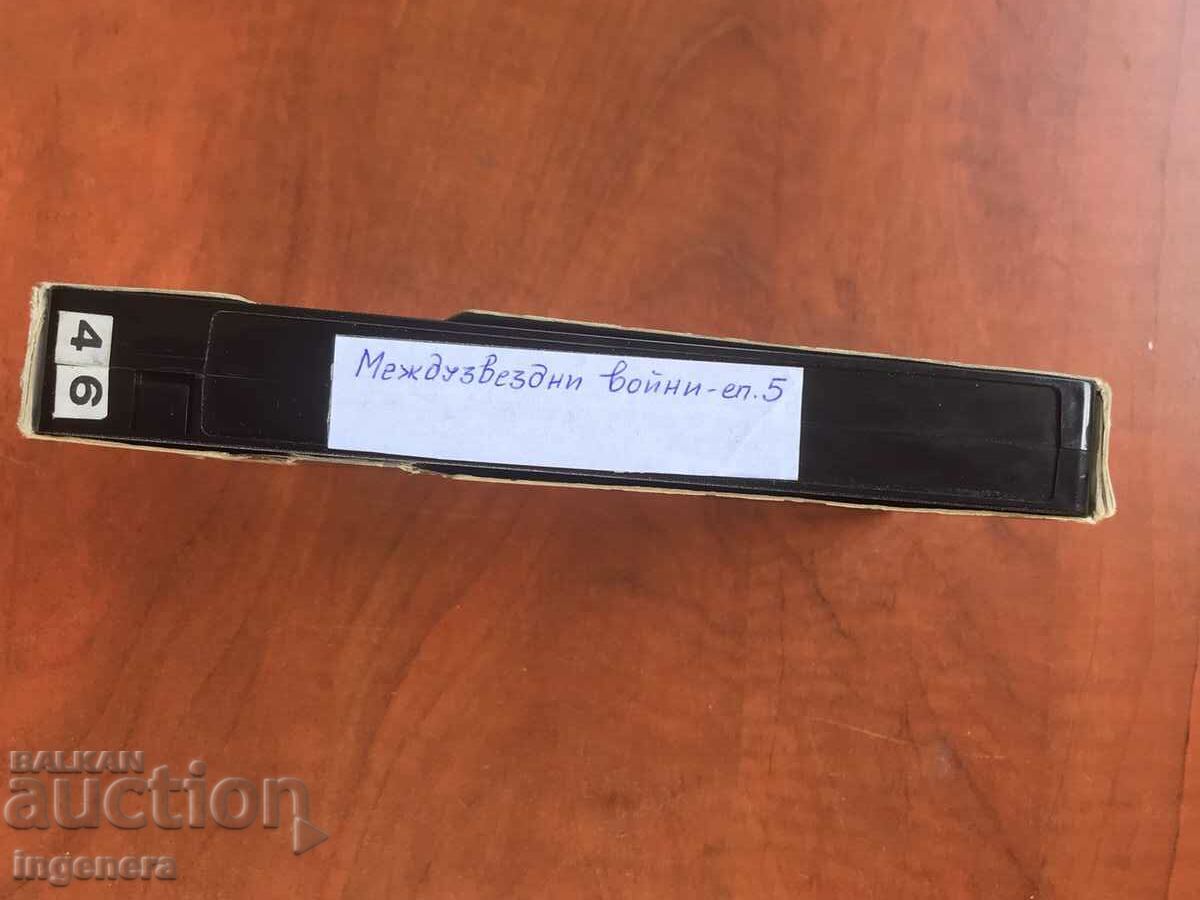 4 6
Междузвездни войни-еп.5
BALKAN
auction
ingenera